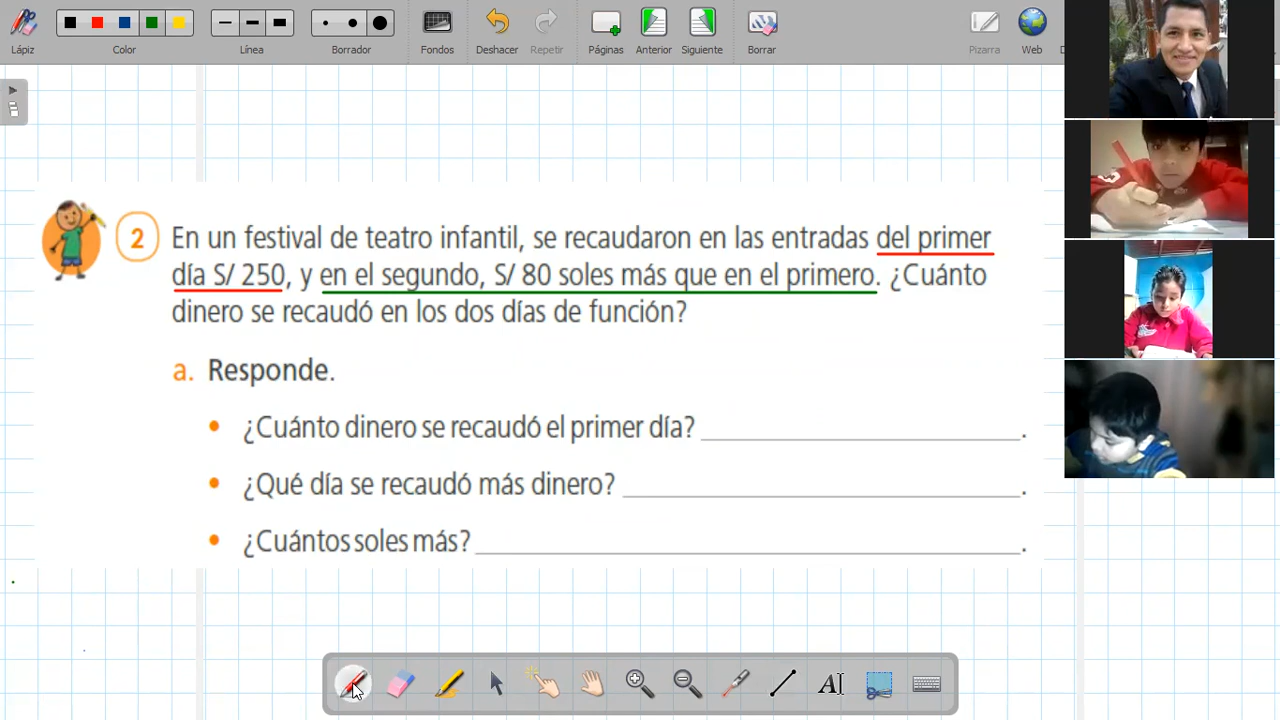 Lápiz
Color
Línea
Borrador
Fondos
Deshacer
Repetir
Páginas
Anterior
Siguiente
Borrar
Pizarra
Web
2 En un festival de teatro infantil, se recaudaron en las entradas del primer
día S/ 250, y en el segundo, S/ 80 soles más que en el primero. ¿Cuánto
dinero se recaudó en los dos días de función?
a. Responde.
• ¿Cuánto dinero se recaudó el primer día? ____________________.
• ¿Qué día se recaudó más dinero? ____________________.
• ¿Cuántos soles más? ____________________.
A